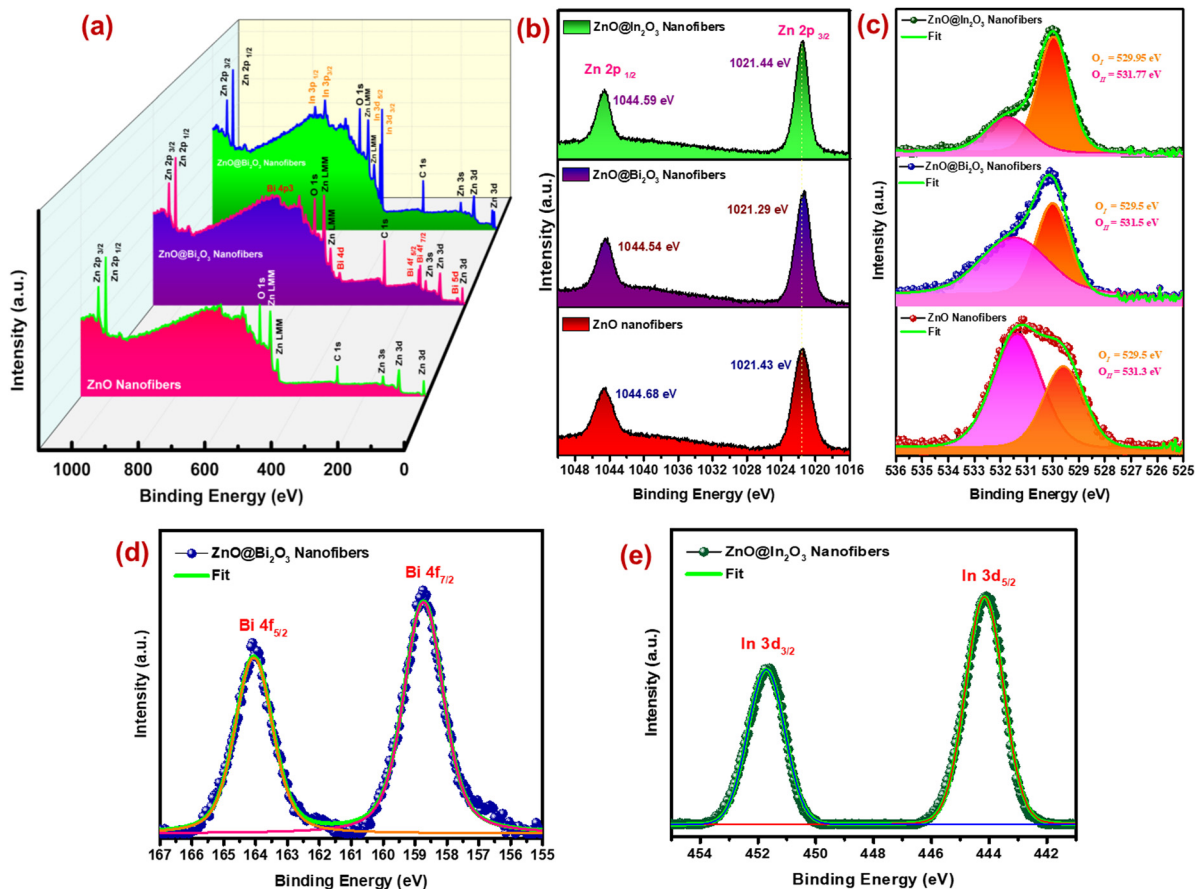 (a)
Zn 2p 3/2
Zn 2p 1/2
In 3p 1/2
In 3p3/2
O 1s
Zn LMM
Zn LMM
In 3d 5/2
In 3d 3/2
C 1s
Zn 3s
Zn 3d
Zn 3d
ZnO@Bi2O3 Nanofibers
Zn 2p 3/2
Zn 2p 1/2
Bi 4p3
O 1s
Zn LMM
Zn LMM
Bi 4d
C 1s
Bi 4f 5/2
Bi 4f 7/2
Zn 3s
Zn 3d
Bi 5d
Zn 3d
ZnO@Bi2O3 Nanofibers
Zn 2p 3/2
Zn 2p 1/2
O 1s
Zn LMM
Zn LMM
C 1s
Zn 3s
Zn 3d
Zn 3d
ZnO Nanofibers
Intensity (a.u.)
1000 800 600 400 200 0
Binding Energy (eV)
(b)
ZnO@In2O3 Nanofibers
Zn 2p 3/2
Zn 2p 1/2
1021.44 eV
1044.59 eV
ZnO@Bi2O3 Nanofibers
1021.29 eV
1044.54 eV
ZnO nanofibers
1021.43 eV
1044.68 eV
Intensity (a.u.)
1048 1044 1040 1036 1032 1028 1024 1020 1016
Binding Energy (eV)
(c)
ZnO@In2O3 Nanofibers
Fit
OI = 529.95 eV
OII = 531.77 eV
ZnO@Bi2O3 Nanofibers
Fit
OI = 529.5 eV
OII = 531.5 eV
ZnO Nanofibers
Fit
OI = 529.5 eV
OII = 531.3 eV
Intensity (a.u.)
536 535 534 533 532 531 530 529 528 527 526 525
Binding Energy (eV)
(d)
ZnO@Bi2O3 Nanofibers
Fit
Bi 4f7/2
Bi 4f5/2
Intensity (a.u.)
167 166 165 164 163 162 161 160 159 158 157 156 155
Binding Energy (eV)
(e)
ZnO@In2O3 Nanofibers
Fit
In 3d5/2
In 3d3/2
Intensity (a.u.)
454 452 450 448 446 444 442
Binding Energy (eV)